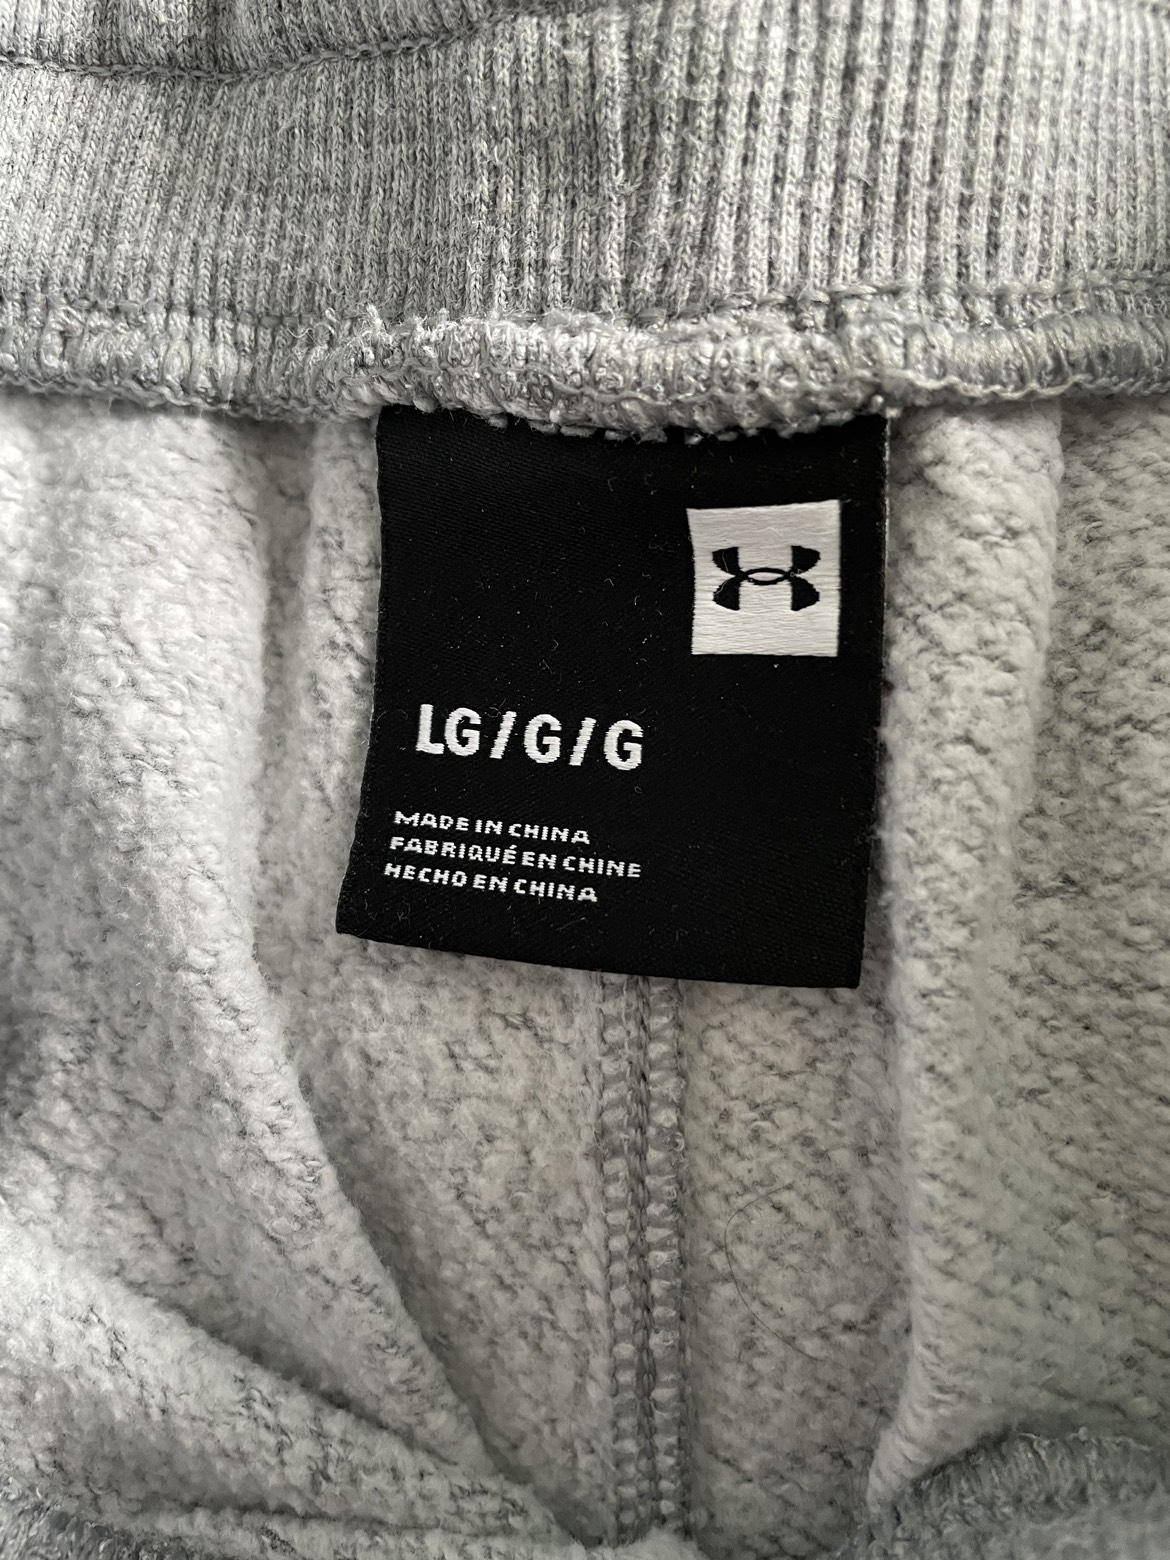 LG/G/G
MADE IN CHINA
FABRIQUÉ EN CHINE
HECHO EN CHINA